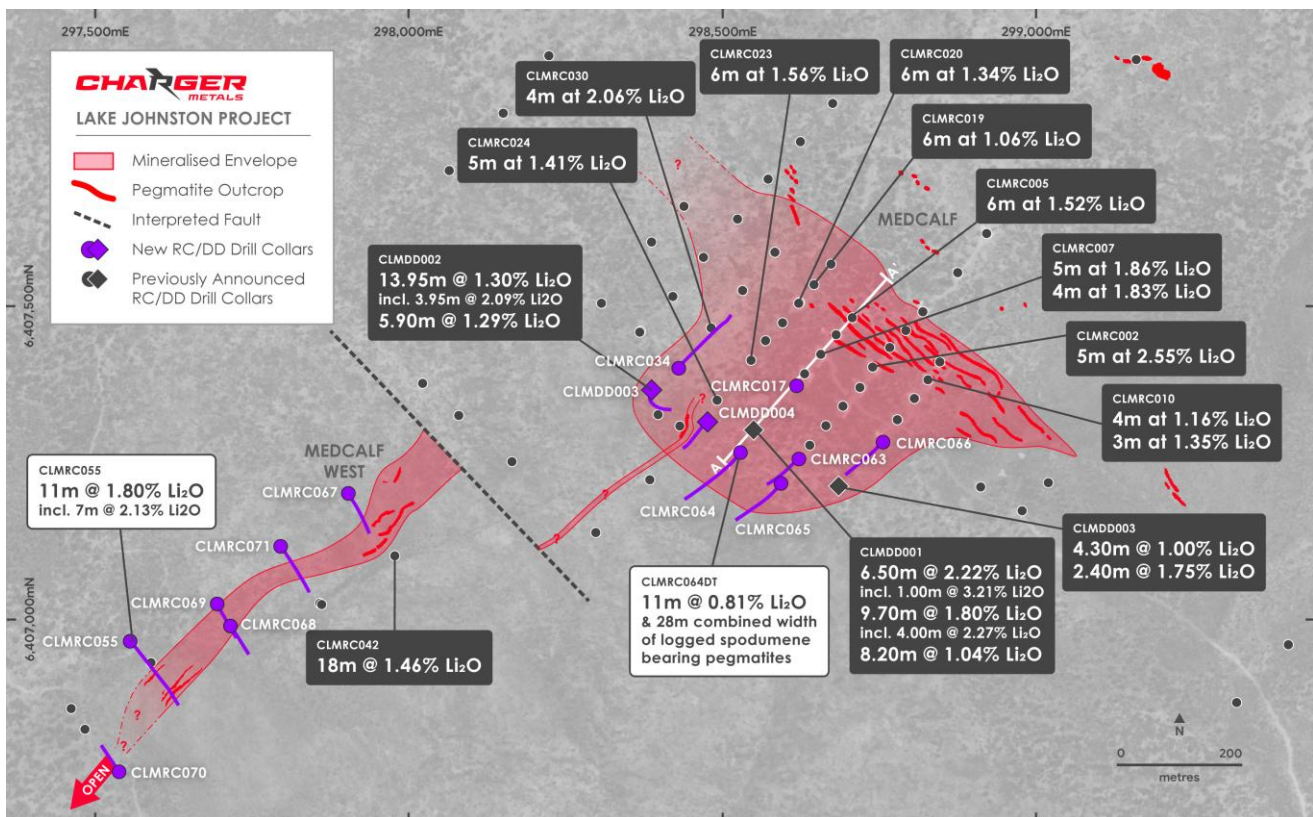 297,500mE
298,000mE
298,500mE
299,000mE
6,407,500mN
6,407,000mN
CHARGER
METALS
LAKE JOHNSTON PROJECT
Mineralised Envelope
Pegmatite Outcrop
Interpreted Fault
New RC/DD Drill Collars
Previously Announced
RC/DD Drill Collars
CLMRC030
4m at 2.06% Li₂O
CLMRC023
6m at 1.56% Li₂O
CLMRC020
6m at 1.34% Li₂O
CLMRC024
5m at 1.41% Li₂O
CLMRC019
6m at 1.06% Li₂O
CLMRC005
6m at 1.52% Li₂O
MEDCALF
CLMDD002
13.95m @ 1.30% Li₂O
incl. 3.95m @ 2.09% Li2O
5.90m @ 1.29% Li₂O
CLMRC007
5m at 1.86% Li₂O
4m at 1.83% Li₂O
CLMRC002
5m at 2.55% Li₂O
CLMRC010
4m at 1.16% Li₂O
3m at 1.35% Li₂O
?
A'
CLMRC034
CLMDD003
CLMRC017
?
CLMDD004
A
CLMRC066
CLMRC063
CLMRC064
CLMRC065
?
MEDCALF
WEST
CLMRC067
CLMRC055
11m @ 1.80% Li₂O
incl. 7m @ 2.13% Li2O
CLMRC071
CLMRC069
CLMRC068
CLMRC055
CLMRC042
18m @ 1.46% Li₂O
CLMRC064DT
11m @ 0.81% Li₂O
& 28m combined width
of logged spodumene
bearing pegmatites
CLMDD001
6.50m @ 2.22% Li₂O
incl. 1.00m @ 3.21% Li2O
9.70m @ 1.80% Li₂O
incl. 4.00m @ 2.27% Li₂O
8.20m @ 1.04% Li₂O
CLMDD003
4.30m @ 1.00% Li₂O
2.40m @ 1.75% Li₂O
?
?
CLMRC070
OPEN
N
0
200
metres